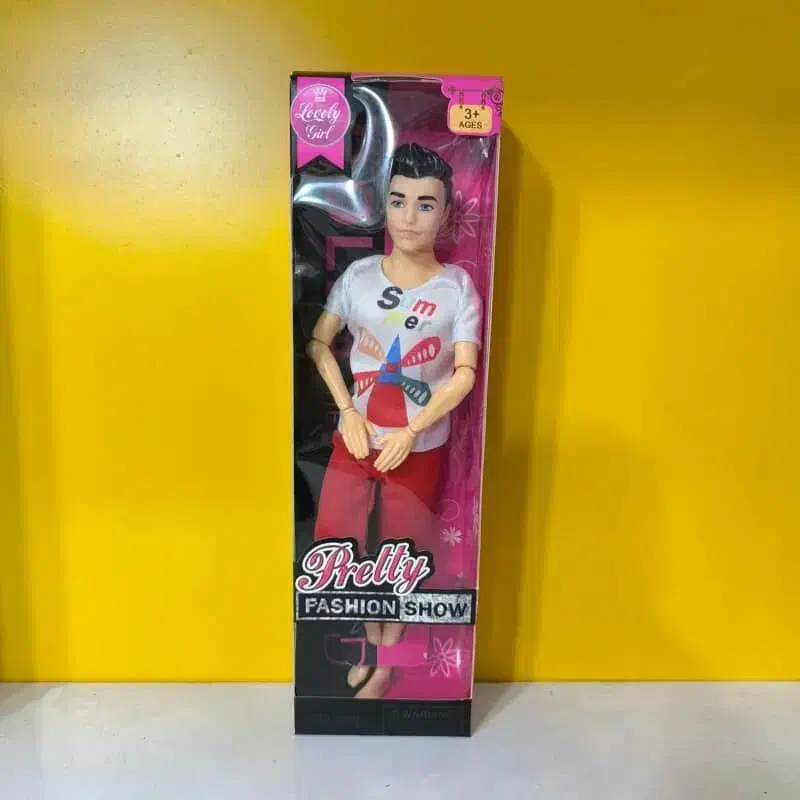 Lovely
Girl
3+
AGES
Summer
Pretty
FASHION SHOW